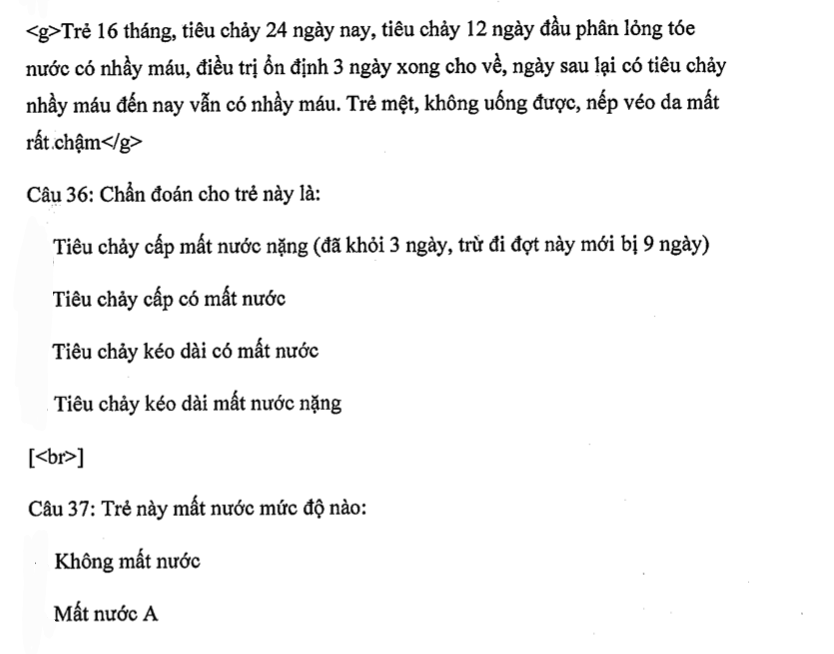 <g>Trẻ 16 tháng, tiêu chảy 24 ngày nay, tiêu chảy 12 ngày đầu phân lỏng tóe
nước có nhầy máu, điều trị ổn định 3 ngày xong cho về, ngày sau lại có tiêu chảy
nhầy máu đến nay vẫn có nhầy máu. Trẻ mệt, không uống được, nếp véo da mất
rất chậm</g>
Câu 36: Chẩn đoán cho trẻ này là:
Tiêu chảy cấp mất nước nặng (đã khỏi 3 ngày, trừ đi đợt này mới bị 9 ngày)
Tiêu chảy cấp có mất nước
Tiêu chảy kéo dài có mất nước
Tiêu chảy kéo dài mất nước nặng
[<br>]
Câu 37: Trẻ này mất nước mức độ nào:
Không mất nước
Mất nước A